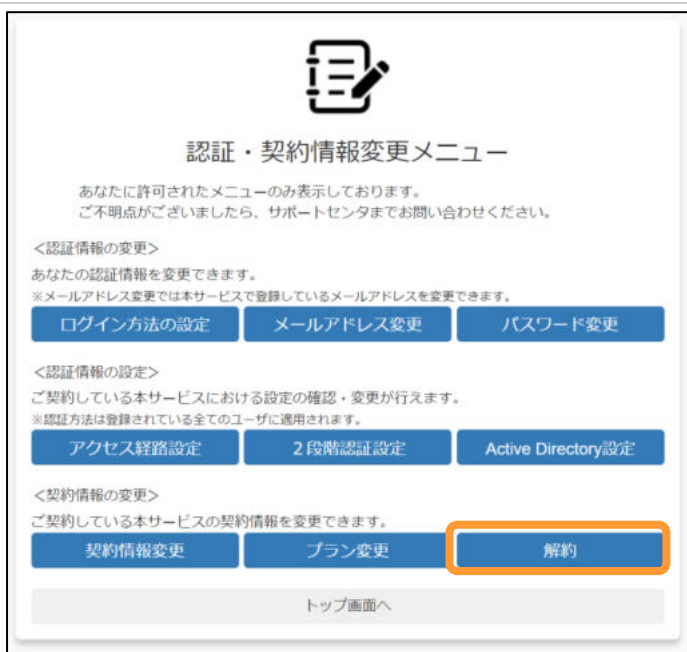 認証・契約情報変更メニュー
あなたに許可されたメニューのみ表示しております。
ご不明点がございましたら、サポートセンタまでお問い合わせください。
＜認証情報の変更＞
あなたの認証情報を変更できます。
※メールアドレス変更では本サービスで登録しているメールアドレスを変更できます。
ログイン方法の設定 メールアドレス変更 パスワード変更
＜認証情報の設定＞
ご契約している本サービスにおける設定の確認・変更が行えます。
※認証方法は登録されている全てのユーザに適用されます。
アクセス経路設定 2段階認証設定 Active Directory設定
＜契約情報の変更＞
ご契約している本サービスの契約情報を変更できます。
契約情報変更 プラン変更 解約
トップ画面へ